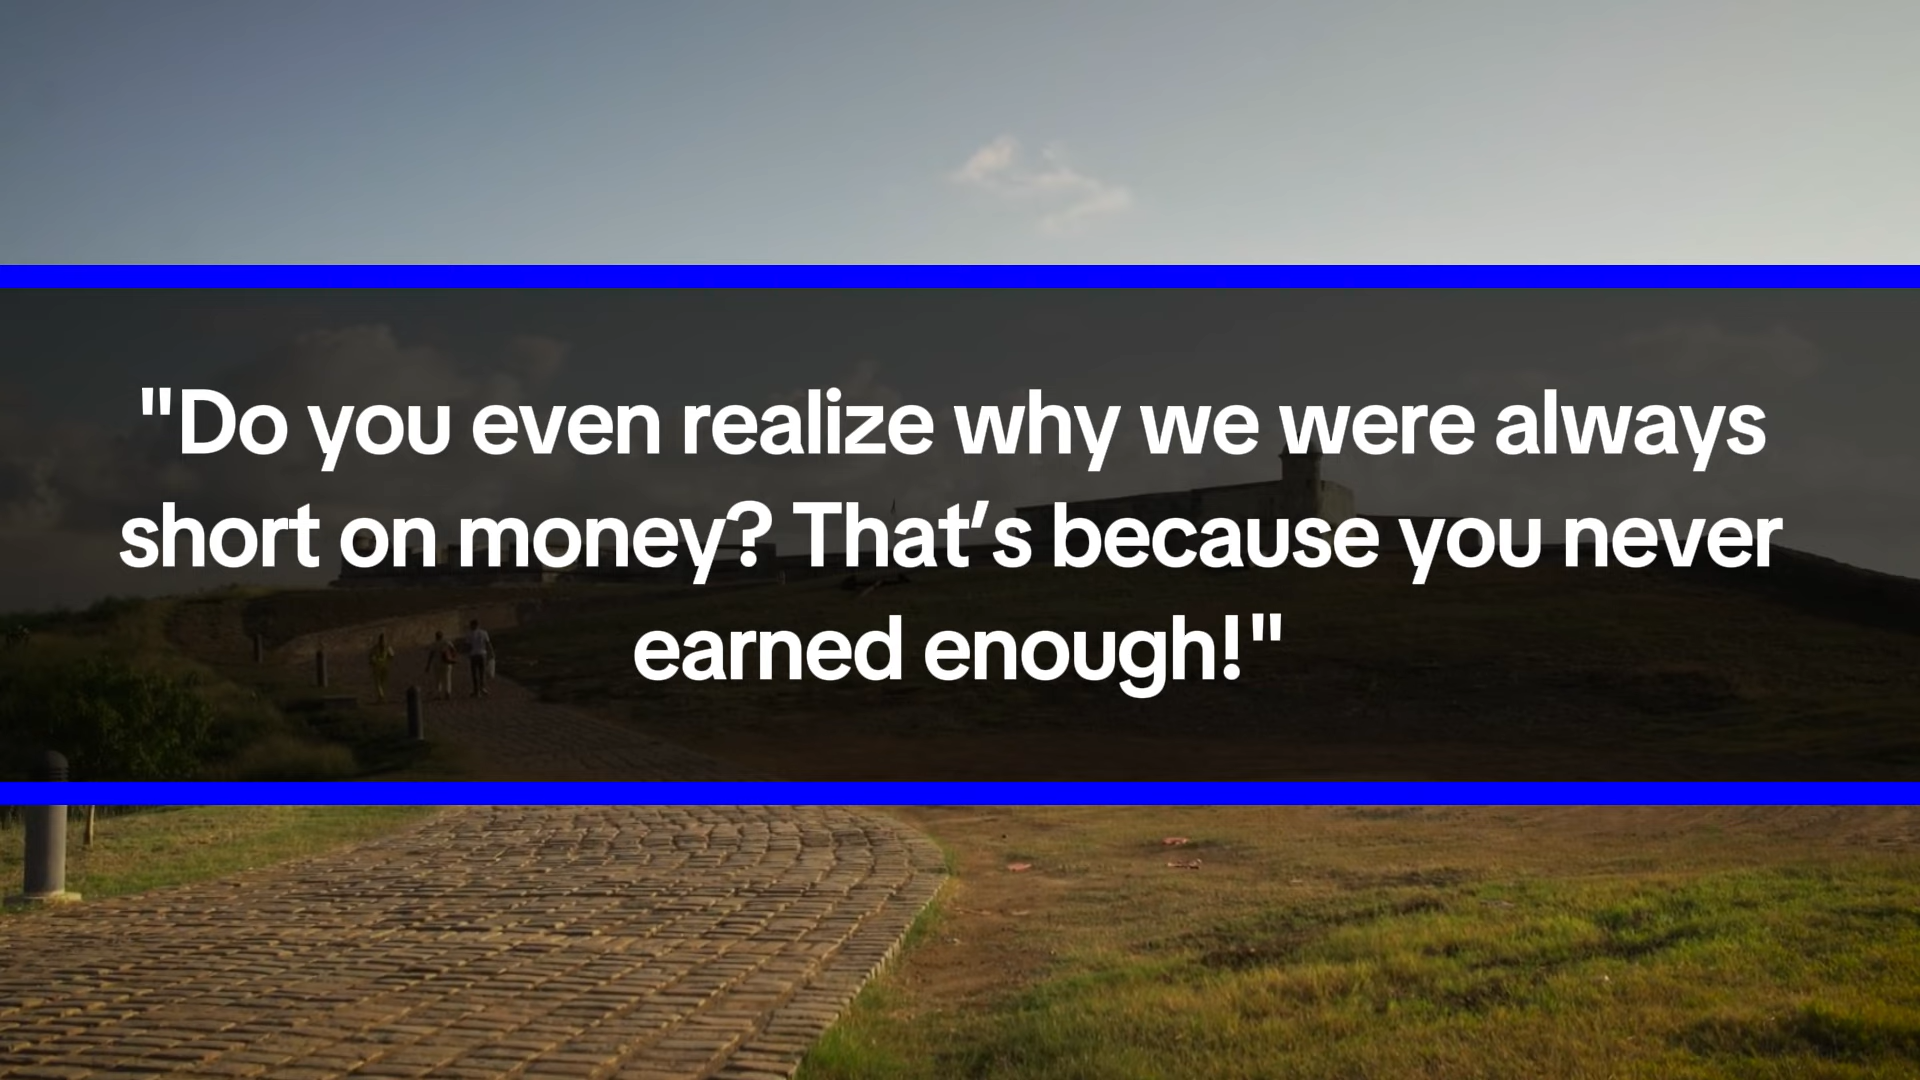 "Do you even realize why we were always
short on money? That’s because you never
earned enough!"